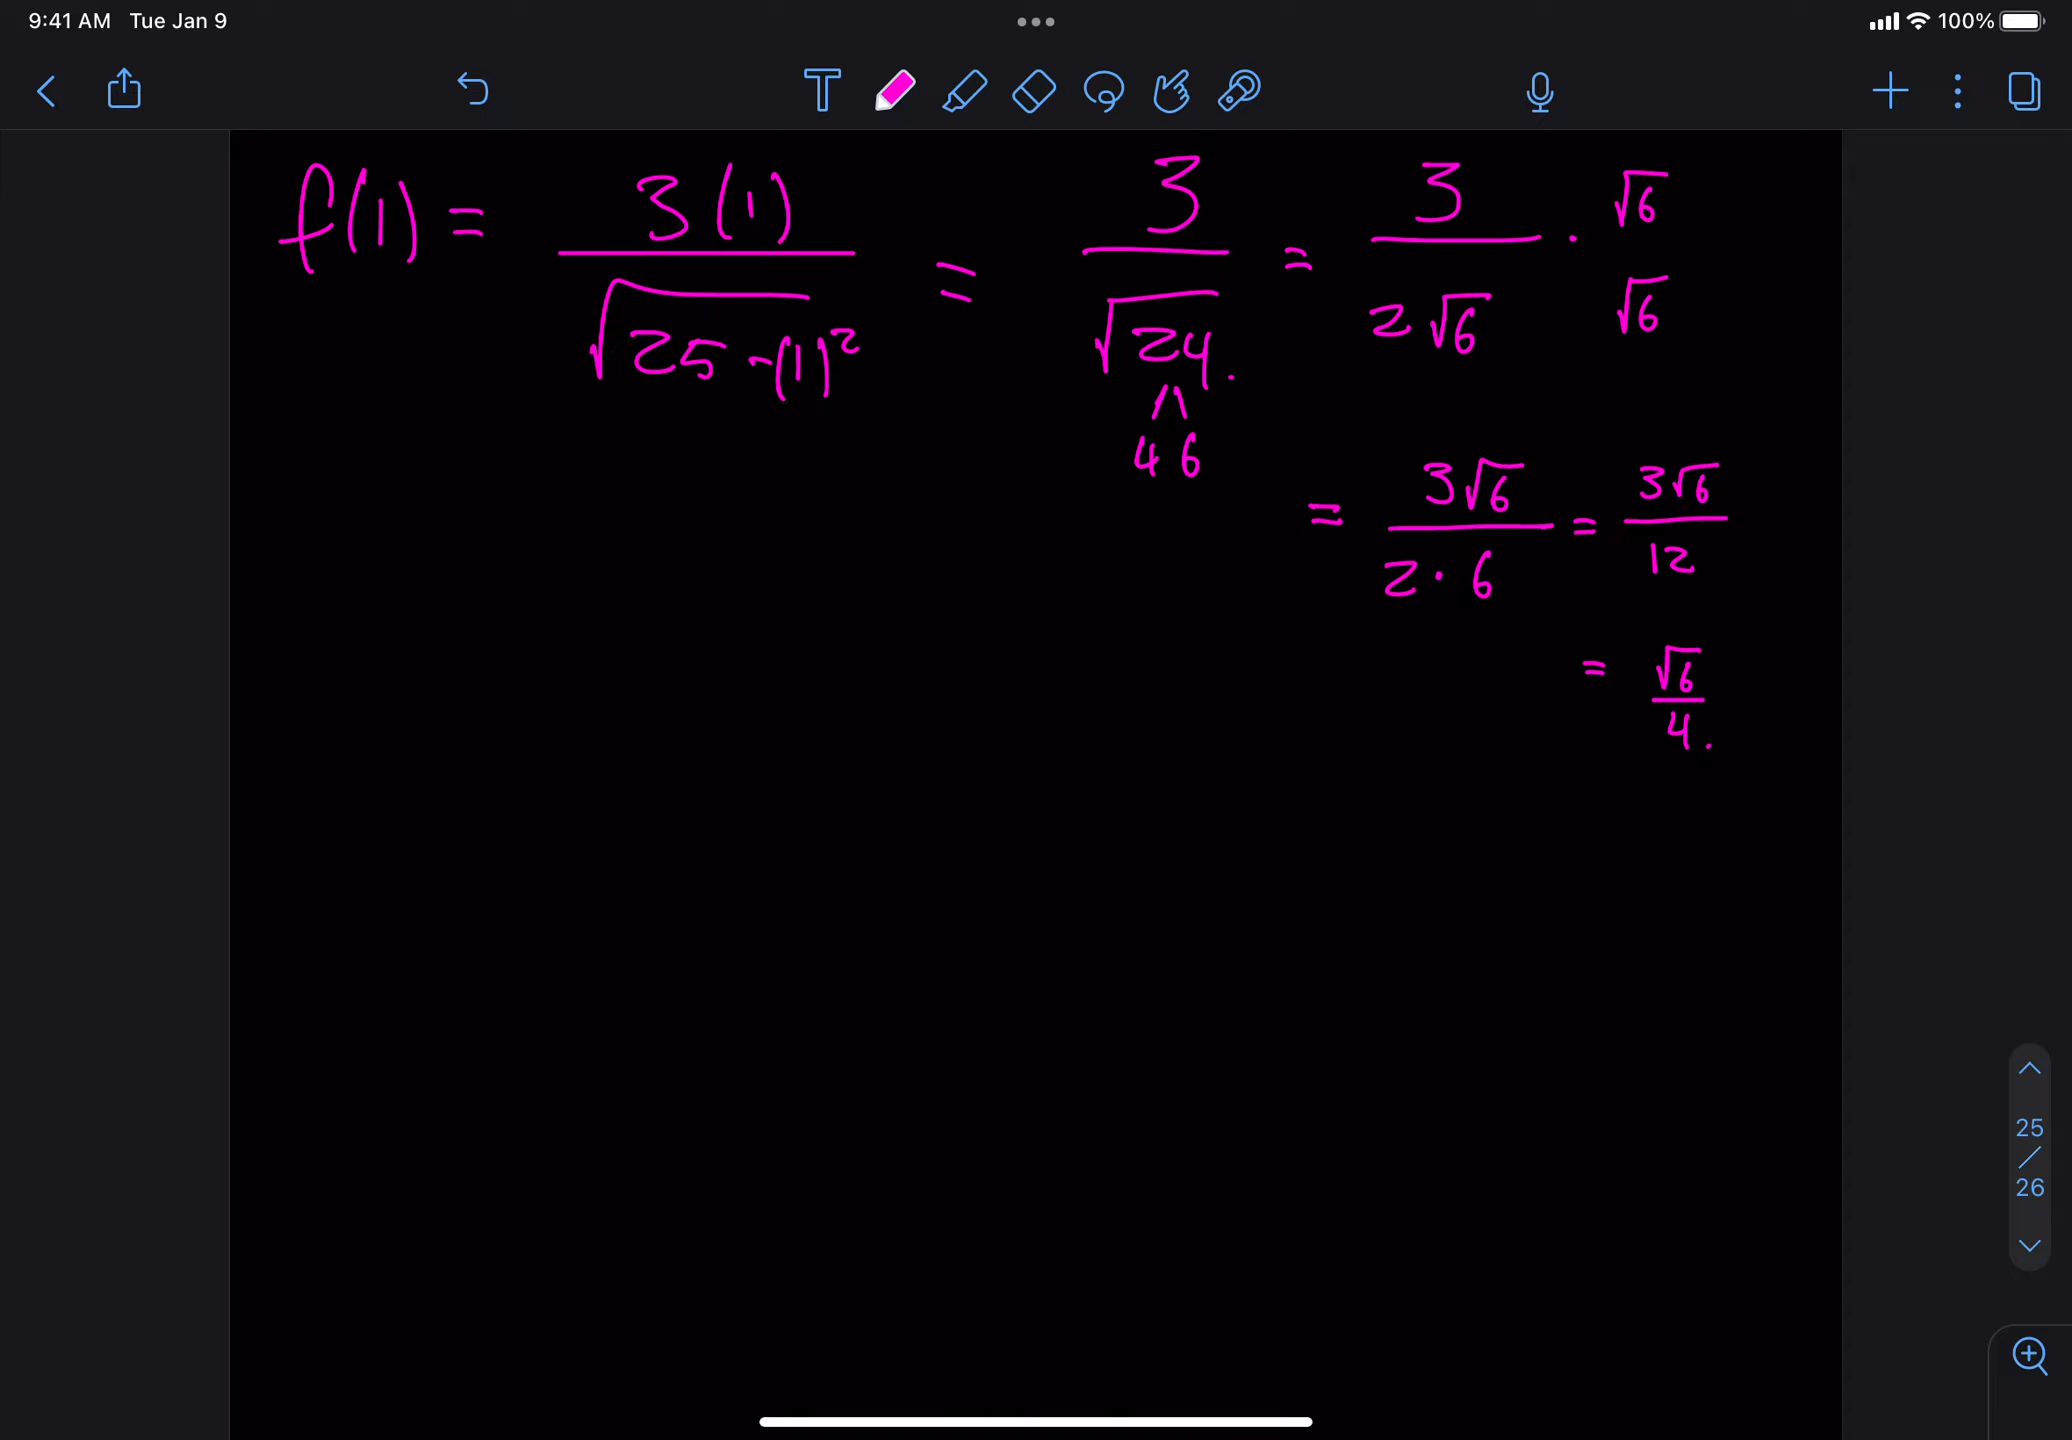 9:41 AM Tue Jan 9
100%
T
f(1) = 3(1) / √25 -(1)² = 3 / √24. = 3 / 2√6 · √6 / √6
4 6
= 3√6 / 2 · 6 = 3√6 / 12
= √6 / 4.
25 / 26